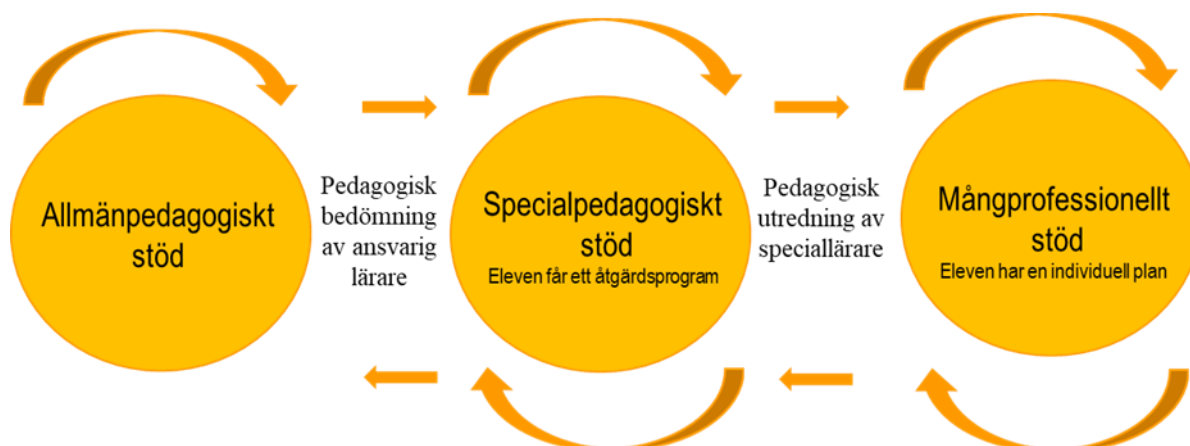 Allmänpedagogiskt
stöd
Pedagogisk
bedömning
av ansvarig
lärare
Specialpedagogiskt
stöd
Eleven får ett åtgärdsprogram
Pedagogisk
utredning av
speciallärare
Mångprofessionellt
stöd
Eleven har en individuell plan